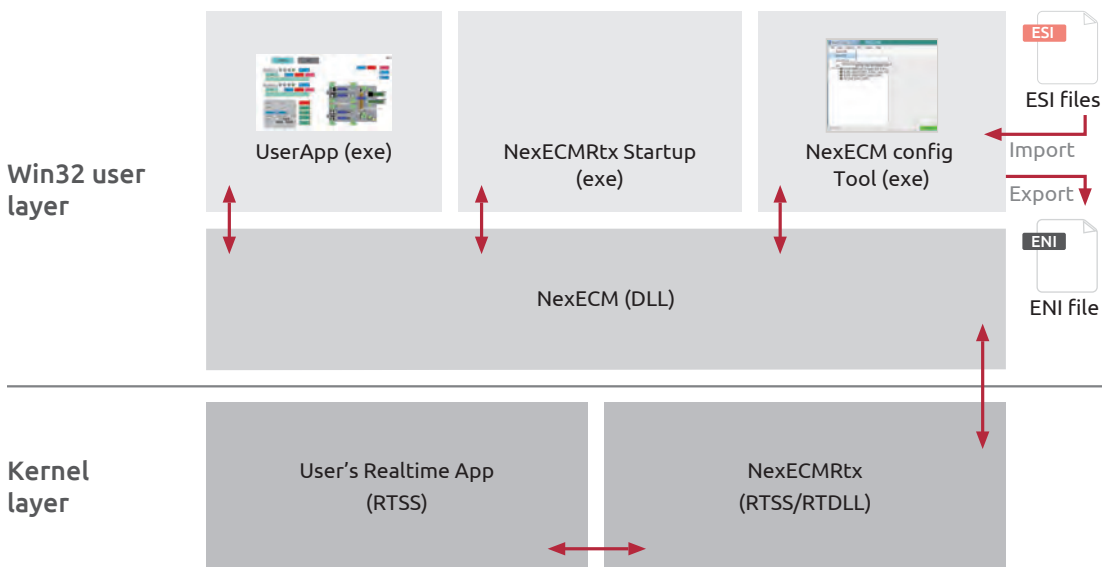 ESI
ESI files
UserApp (exe)
NexECMRtx Startup
(exe)
NexECM config
Tool (exe)
Import
Export
Win32 user
layer
ENI
ENI file
NexECM (DLL)
Kernel
layer
User's Realtime App
(RTSS)
NexECMRtx
(RTSS/RTDLL)